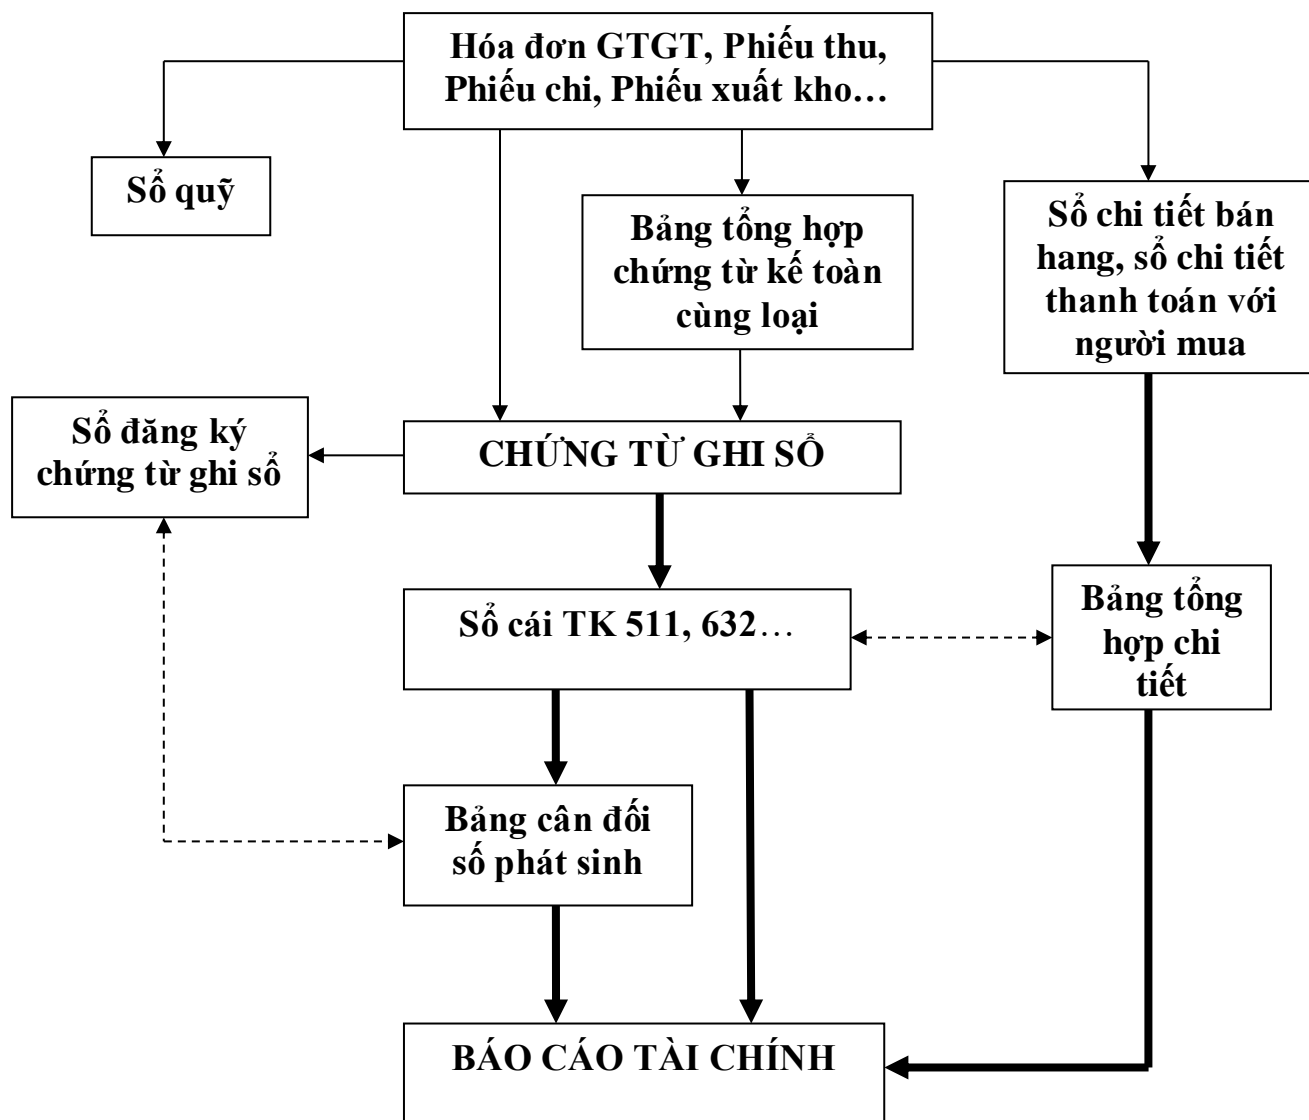 Hóa đơn GTGT, Phiếu thu,
Phiếu chi, Phiếu xuất kho…
Sổ quỹ
Bảng tổng hợp
chứng từ kế toàn
cùng loại
Sổ chi tiết bán
hang, sổ chi tiết
thanh toán với
người mua
Sổ đăng ký
chứng từ ghi sổ
CHỨNG TỪ GHI SỔ
Sổ cái TK 511, 632…
Bảng tổng
hợp chi
tiết
Bảng cân đối
số phát sinh
BÁO CÁO TÀI CHÍNH